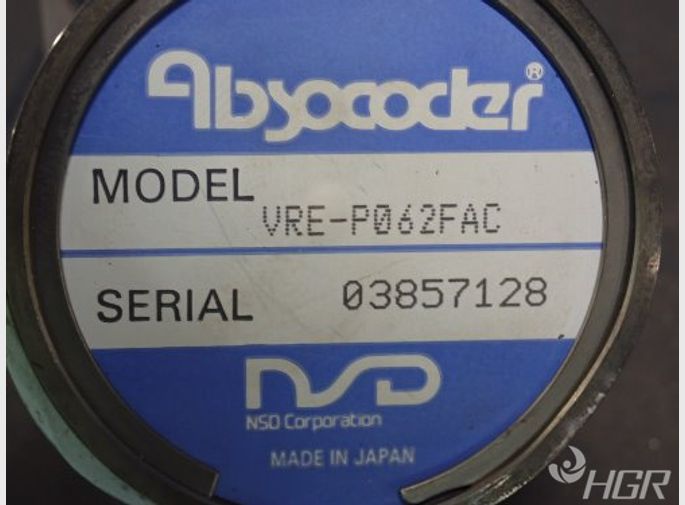 Absocoder®
MODEL VRE-P062FAC
SERIAL 03857128
NSD
NSD Corporation
MADE IN JAPAN
HGR